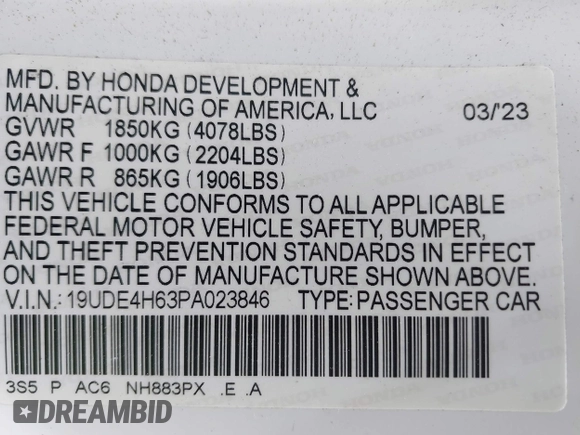 MFD. BY HONDA DEVELOPMENT &
MANUFACTURING OF AMERICA, LLC 03/'23
GVWR 1850KG (4078LBS)
GAWR F 1000KG (2204LBS)
GAWR R 865KG (1906LBS)
THIS VEHICLE CONFORMS TO ALL APPLICABLE
FEDERAL MOTOR VEHICLE SAFETY, BUMPER,
AND THEFT PREVENTION STANDARDS IN EFFECT
ON THE DATE OF MANUFACTURE SHOWN ABOVE.
V.I.N.: 19UDE4H63PA023846 TYPE: PASSENGER CAR
3S5 P AC6 NH883PX .E .A
DREAMBID